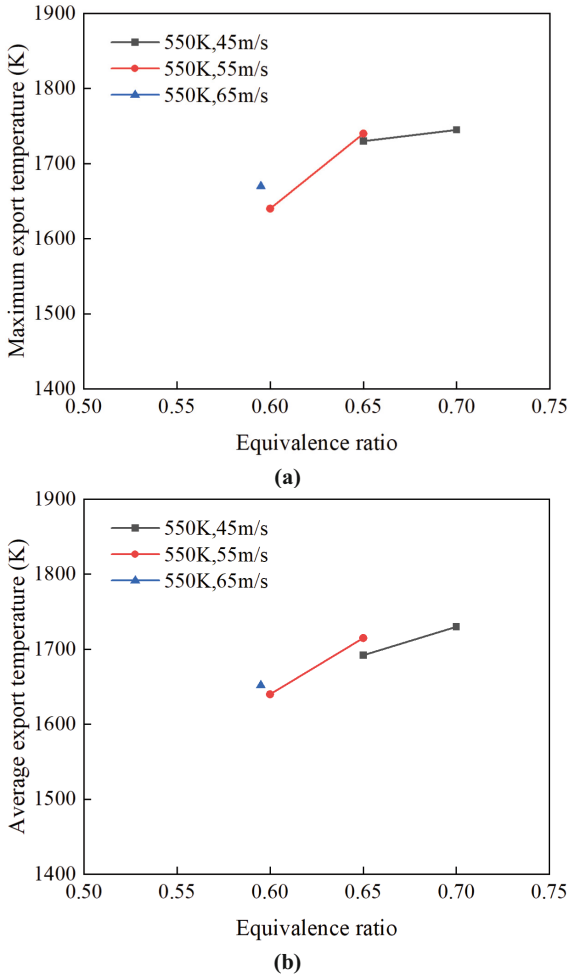 1900
1800
1700
1600
1500
1400
Maximum export temperature (K)
550K,45m/s
550K,55m/s
550K,65m/s
0.50 0.55 0.60 0.65 0.70 0.75
Equivalence ratio
(a)
1900
1800
1700
1600
1500
1400
Average export temperature (K)
550K,45m/s
550K,55m/s
550K,65m/s
0.50 0.55 0.60 0.65 0.70 0.75
Equivalence ratio
(b)